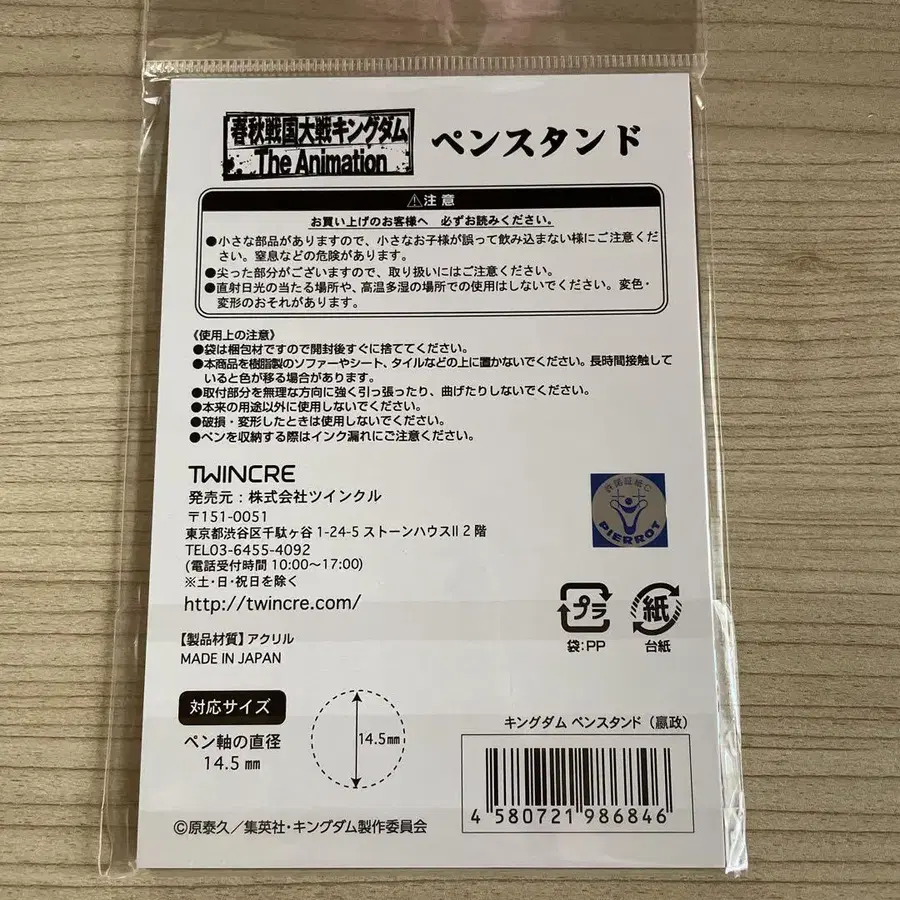 春秋戦国大戦キングダム
The Animation
ペンスタンド
⚠注意
お買い上げのお客様へ 必ずお読みください。
●小さな部品がありますので、小さなお子様が誤って飲み込まない様にご注意くだ
さい。窒息などの危険があります。
●尖った部分がございますので、取り扱いにはご注意ください。
●直射日光の当たる場所や、高温多湿の場所での使用はしないでください。変色・
変形のおそれがあります。
《使用上の注意》
●袋は梱包材ですので開封後すぐに捨ててください。
●本商品を樹脂製のソファーやシート、タイルなどの上に置かないでください。長時間接触して
いると色が移る場合があります。
●取付部分を無理な方向に強く引っ張ったり、曲げたりしないでください。
●本来の用途以外に使用しないでください。
●破損・変形したときは使用しないでください。
●ペンを収納する際はインク漏れにご注意ください。
TWINCRE
発売元:株式会社ツインクル
〒151-0051
東京都渋谷区千駄ヶ谷 1-24-5 ストーンハウスII 2 階
TEL03-6455-4092
(電話受付時間 10:00〜17:00)
※土・日・祝日を除く
http://twincre.com/
許諾証紙C
PIERROT
プラ
袋:PP
紙
台紙
【製品材質】アクリル
MADE IN JAPAN
対応サイズ
ペン軸の直径
14.5 mm
14.5mm
キングダム ペンスタンド(嬴政)
4 580721 986846
©原泰久/集英社・キングダム製作委員会